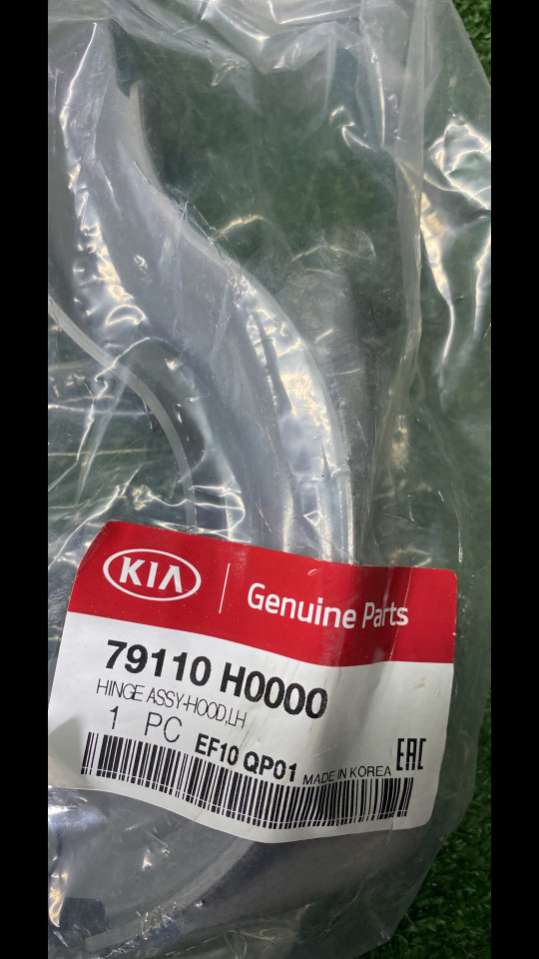 KIA
Genuine Parts
79110 H0000
HINGE ASSY-HOOD,LH
1 PC EF10 QP01 MADE IN KOREA EAC